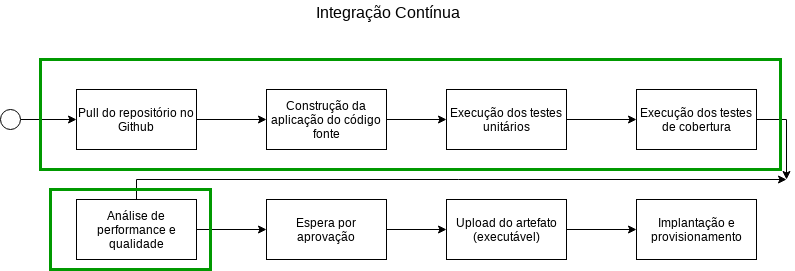 Integração Contínua
Pull do repositório no
Github
Construção da
aplicação do código
fonte
Execução dos testes
unitários
Execução dos testes
de cobertura
Análise de
performance e
qualidade
Espera por
aprovação
Upload do artefato
(executável)
Implantação e
provisionamento